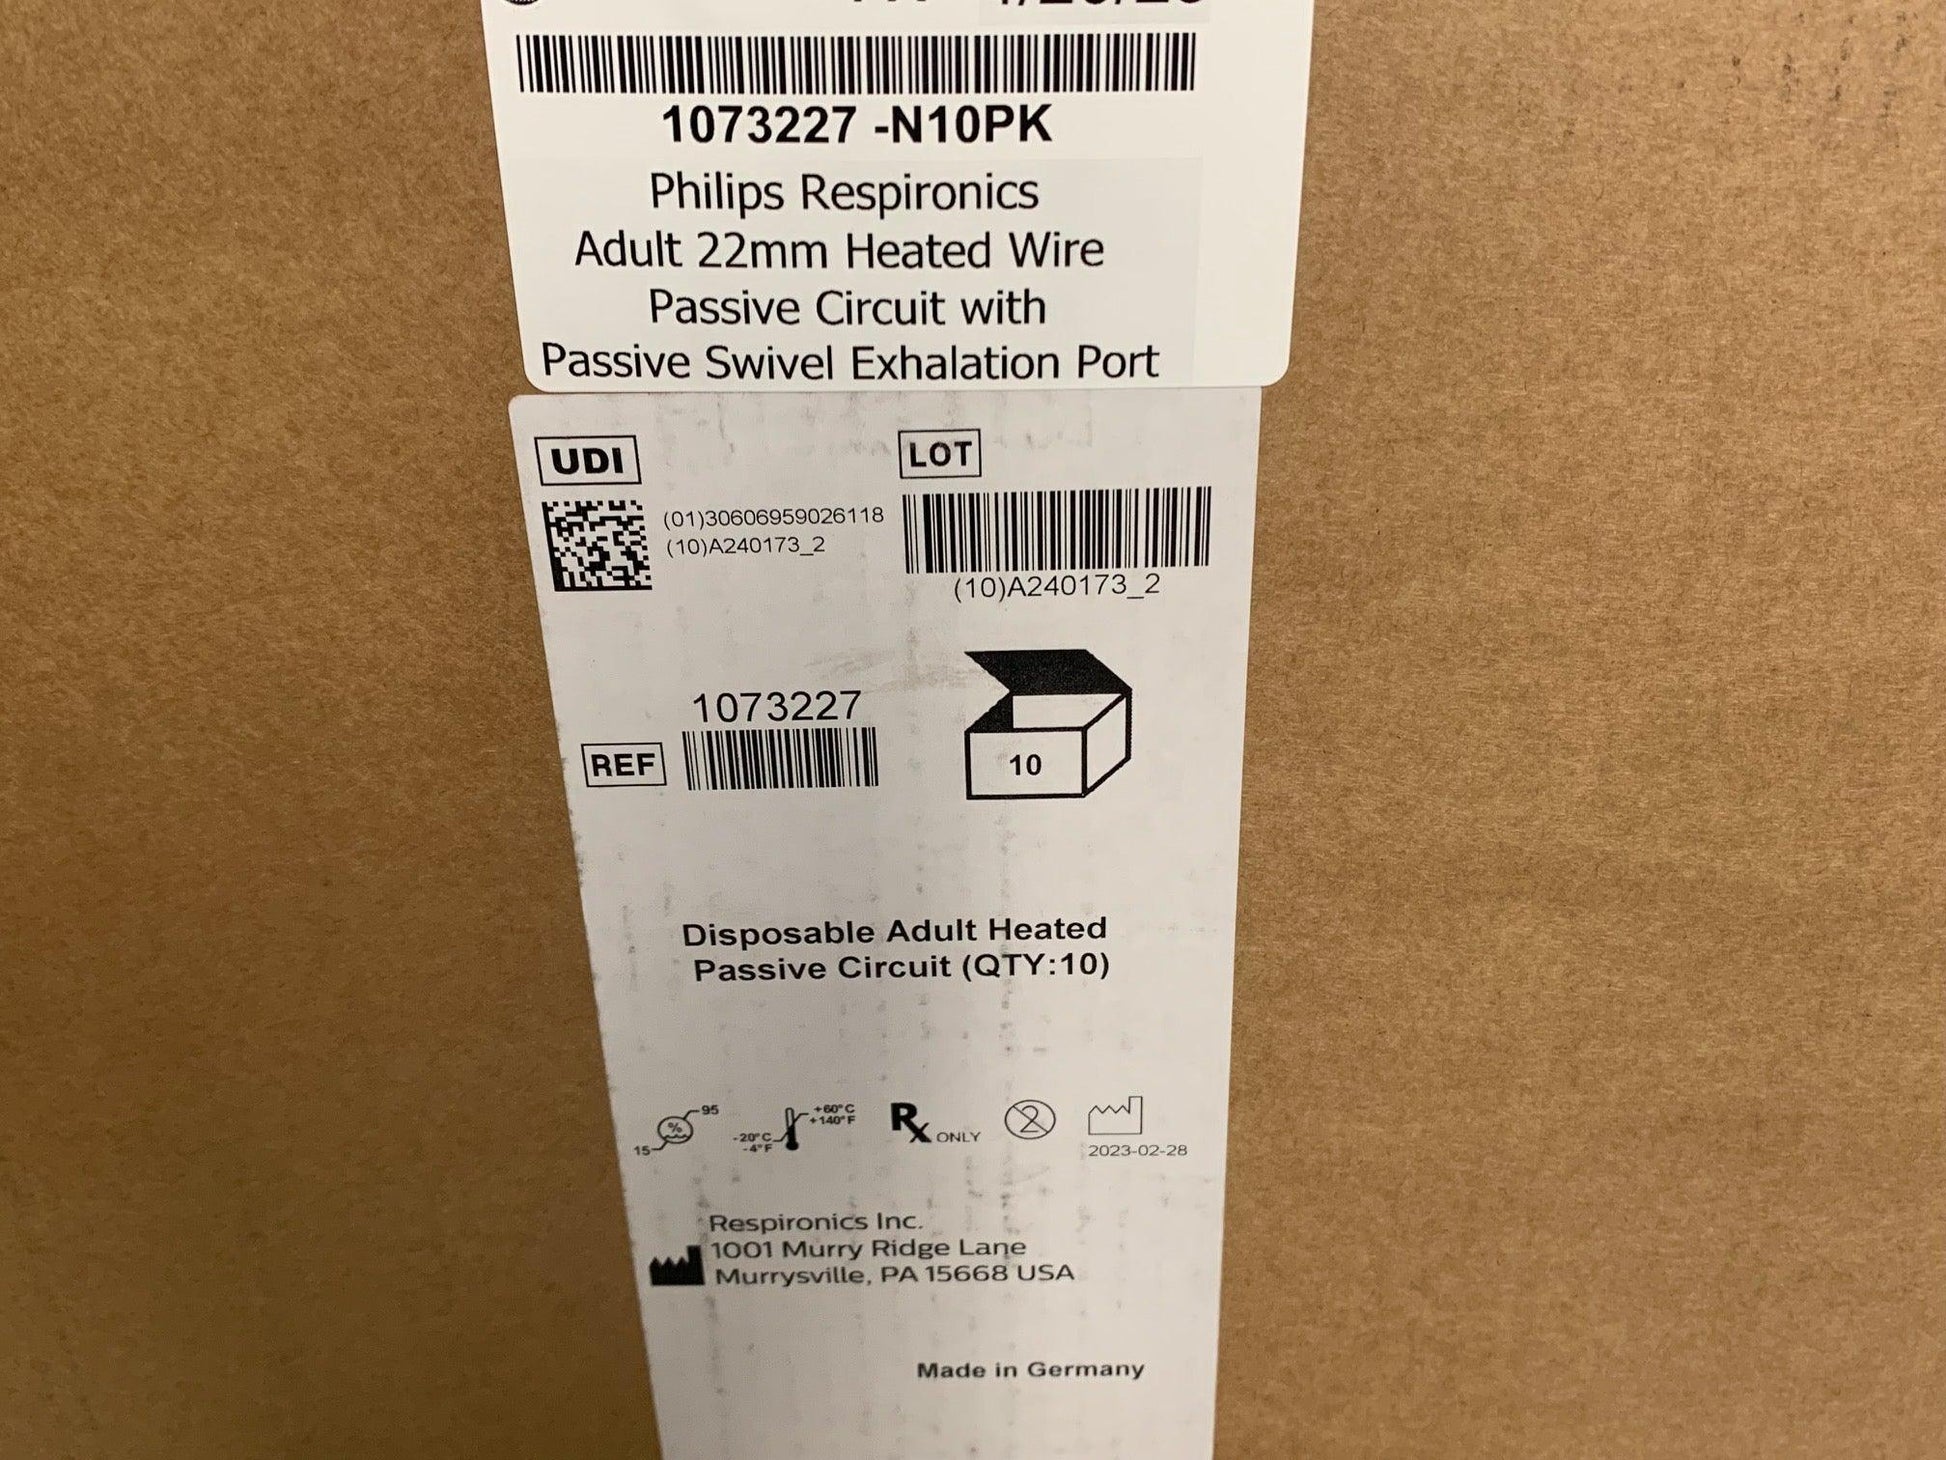 1073227 -N10PK
Philips Respironics
Adult 22mm Heated Wire
Passive Circuit with
Passive Swivel Exhalation Port
UDI
LOT
(01)30606959026118
(10)A240173_2
(10)A240173_2
1073227
REF
10
Disposable Adult Heated
Passive Circuit (QTY:10)
95
%
15
+60°C
+140°F
-20°C
-4°F
Rx ONLY
2
2023-02-28
Respironics Inc.
1001 Murry Ridge Lane
Murrysville, PA 15668 USA
Made in Germany